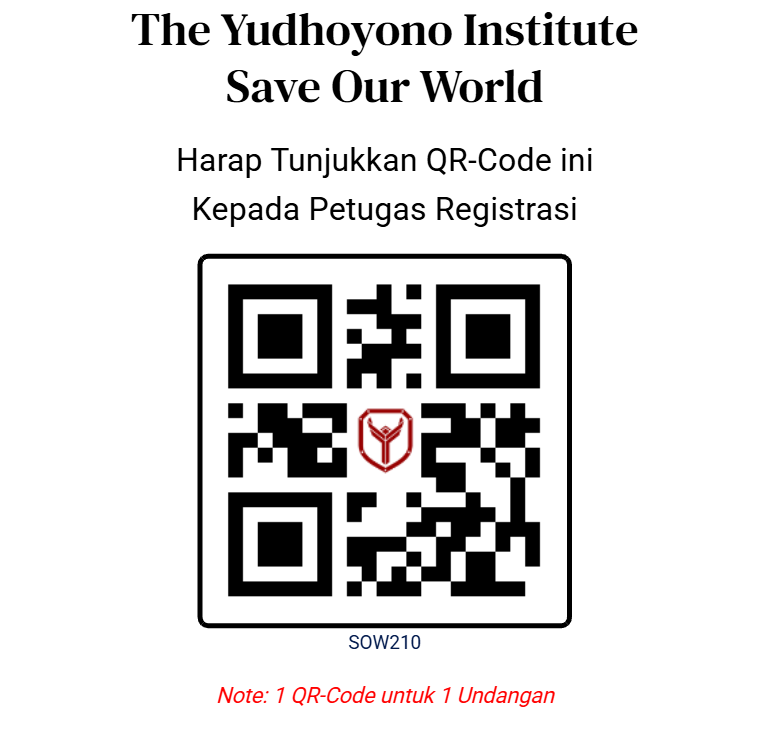 The Yudhoyono Institute
Save Our World
Harap Tunjukkan QR-Code ini
Kepada Petugas Registrasi
SOW210
Note: 1 QR-Code untuk 1 Undangan